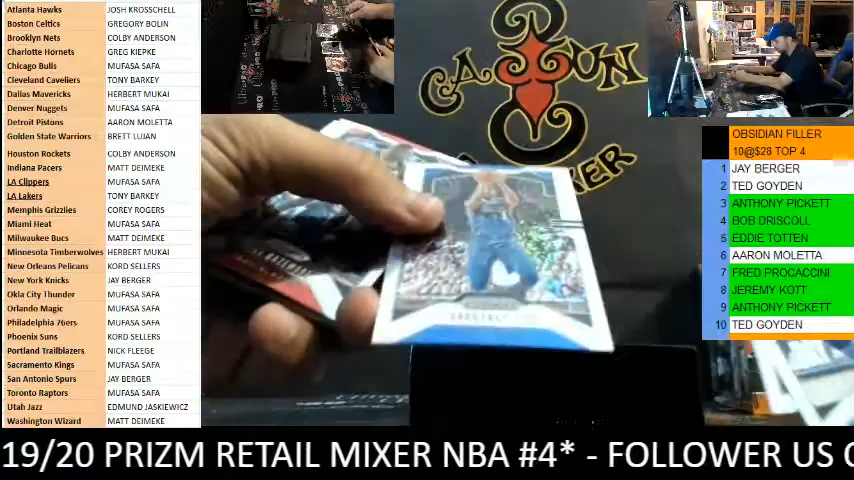 Atlanta Hawks JOSH KROSSCHELL
Boston Celtics GREGORY BOLIN
Brooklyn Nets COLBY ANDERSON
Charlotte Hornets GREG KIEPKE
Chicago Bulls MUFASA SAFA
Cleveland Cavaliers TONY BARKEY
Dallas Mavericks HERBERT MUKAI
Denver Nuggets MUFASA SAFA
Detroit Pistons AARON MOLETTA
Golden State Warriors BRETT LUJAN
Houston Rockets COLBY ANDERSON
Indiana Pacers MATT DEIMEKE
LA Clippers MUFASA SAFA
LA Lakers TONY BARKEY
Memphis Grizzlies COREY ROGERS
Miami Heat MUFASA SAFA
Milwaukee Bucs MATT DEIMEKE
Minnesota Timberwolves HERBERT MUKAI
New Orleans Pelicans KORD SELLERS
New York Knicks JAY BERGER
Okla City Thunder MUFASA SAFA
Orlando Magic MUFASA SAFA
Philadelphia 76ers MUFASA SAFA
Phoenix Suns KORD SELLERS
Portland Trailblazers NICK FLEEGE
Sacramento Kings MUFASA SAFA
San Antonio Spurs JAY BERGER
Toronto Raptors MUFASA SAFA
Utah Jazz EDMUND JASKIEWICZ
Washington Wizard MATT DEIMEKE
OBSIDIAN FILLER
10@$28 TOP 4
1 JAY BERGER
2 TED GOYDEN
3 ANTHONY PICKETT
4 BOB DRISCOLL
5 EDDIE TOTTEN
6 AARON MOLETTA
7 FRED PROCACCINI
8 JEREMY KOTT
9 ANTHONY PICKETT
10 TED GOYDEN
19/20 PRIZM RETAIL MIXER NBA #4* - FOLLOWER US